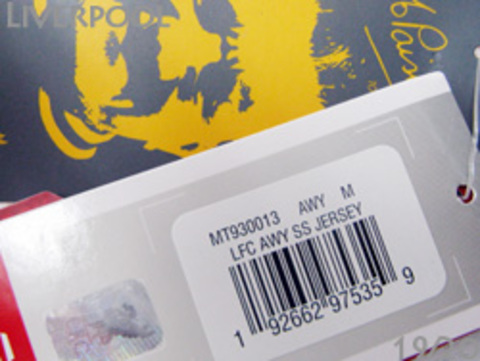 LIVERPOOL
MT930013 AWY M
LFC AWY SS JERSEY
1 92662 97535 9